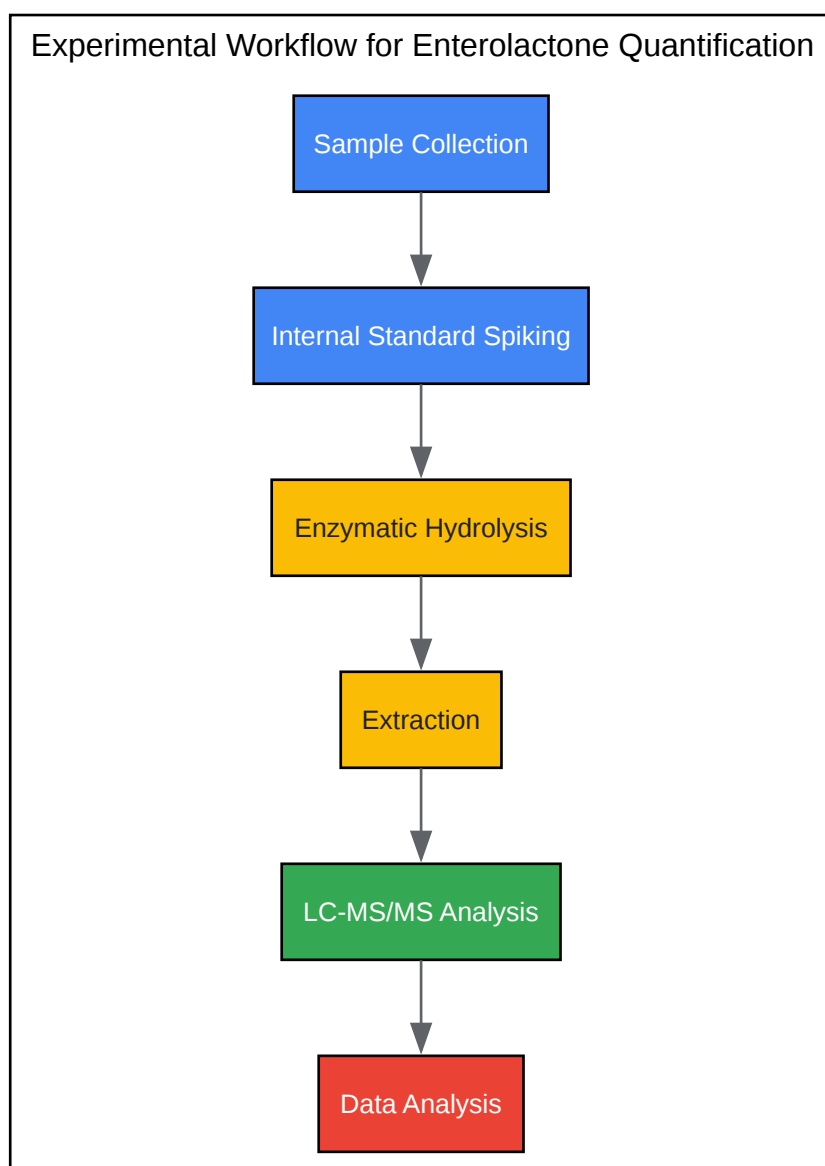 Experimental Workflow for Enterolactone Quantification
Sample Collection
Internal Standard Spiking
Enzymatic Hydrolysis
Extraction
LC-MS/MS Analysis
Data Analysis